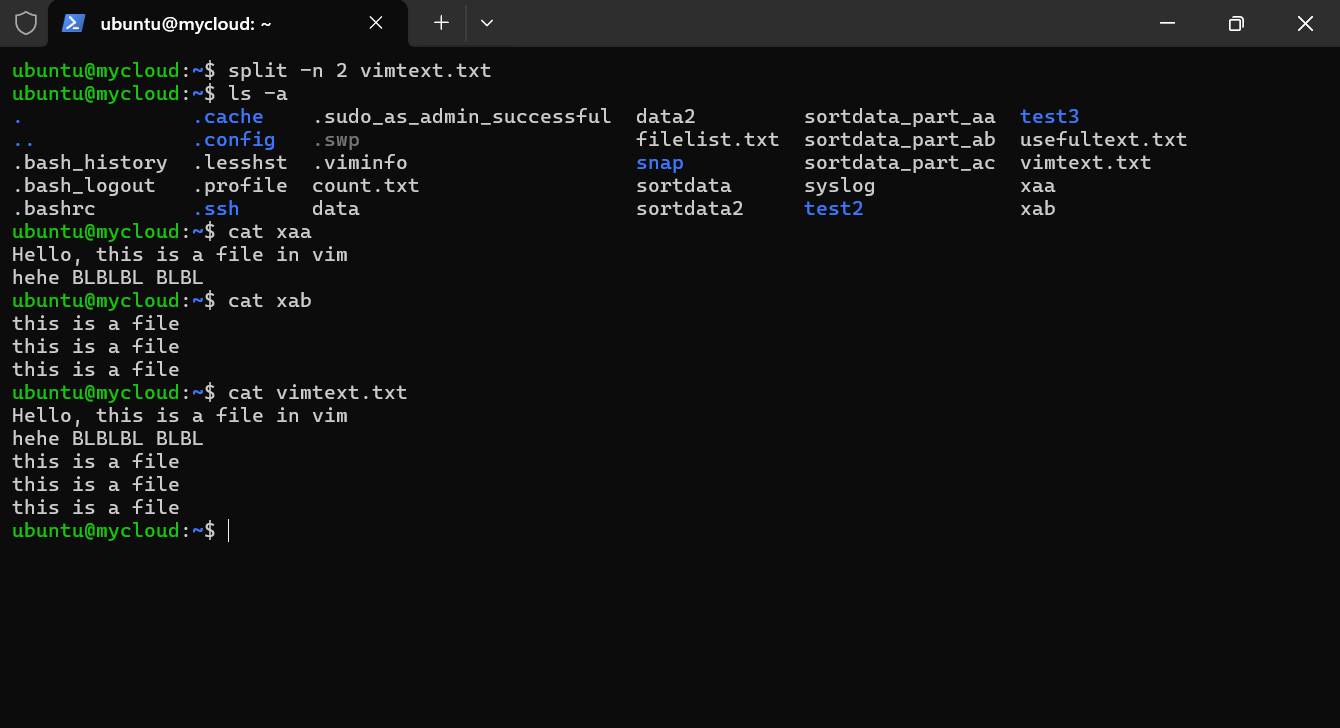 ubuntu@mycloud: ~
ubuntu@mycloud:~$ split -n 2 vimtext.txt
ubuntu@mycloud:~$ ls -a
. .cache .sudo_as_admin_successful data2 sortdata_part_aa test3
.. .config .swp filelist.txt sortdata_part_ab usefultext.txt
.bash_history .lesshst .viminfo snap sortdata_part_ac vimtext.txt
.bash_logout .profile count.txt sortdata syslog xaa
.bashrc .ssh data sortdata2 test2 xab
ubuntu@mycloud:~$ cat xaa
Hello, this is a file in vim
hehe BLBLBL BLBL
ubuntu@mycloud:~$ cat xab
this is a file
this is a file
this is a file
ubuntu@mycloud:~$ cat vimtext.txt
Hello, this is a file in vim
hehe BLBLBL BLBL
this is a file
this is a file
this is a file
ubuntu@mycloud:~$